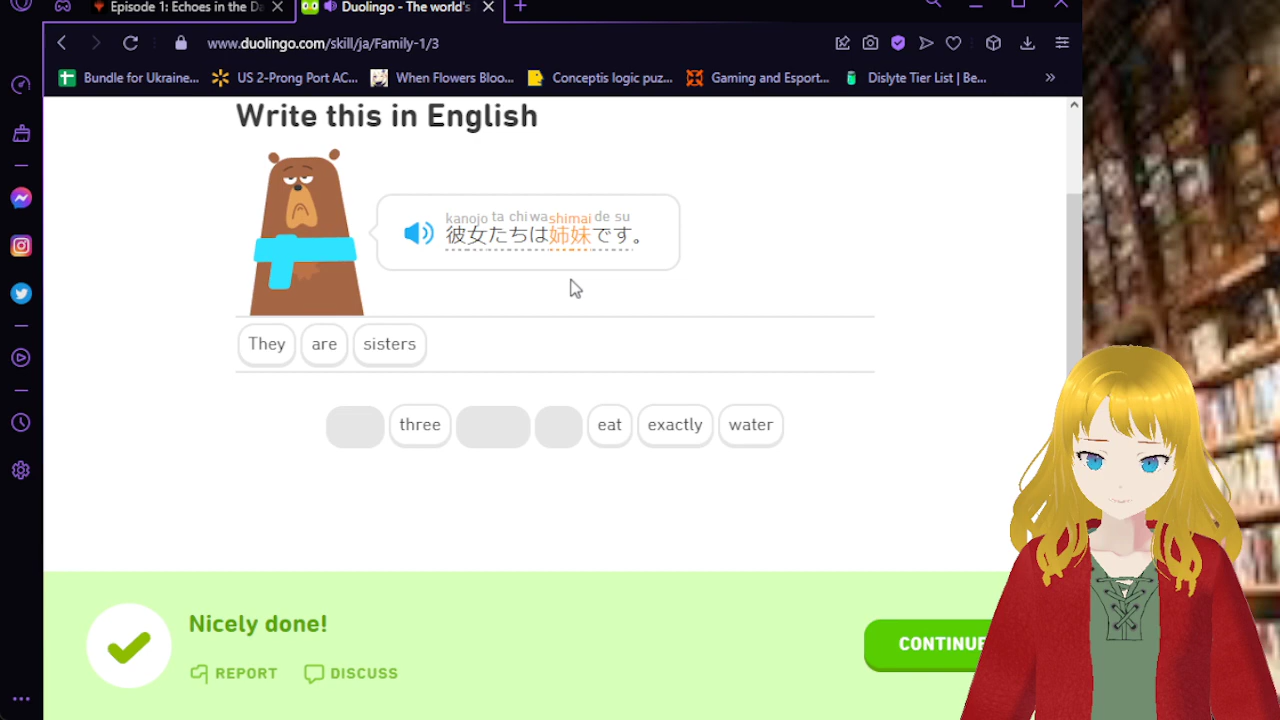 Episode 1: Echoes in the Da
Duolingo - The world's
www.duolingo.com/skill/ja/Family-1/3
Bundle for Ukraine...
US 2-Prong Port AC...
When Flowers Bloo...
Conceptis logic puz...
Gaming and Esport...
Dislyte Tier List | Be...
Write this in English
kanojo ta chi wa shimai de su
彼女たちは姉妹です。
They are sisters
three eat exactly water
Nicely done!
REPORT DISCUSS
CONTINUE